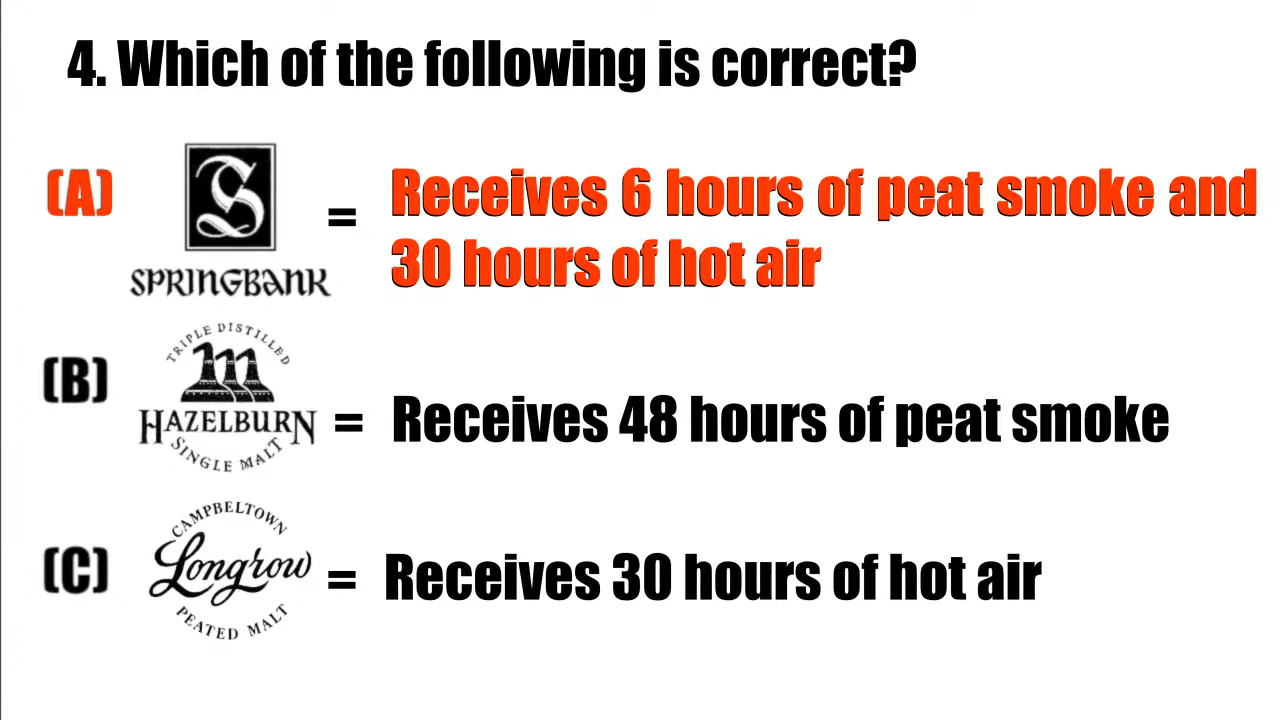 4. Which of the following is correct?
(A)
S
SPRINGBANK
=
Receives 6 hours of peat smoke and
30 hours of hot air
(B)
TRIPLE DISTILLED
HAZELBURN
SINGLE MALT
=
Receives 48 hours of peat smoke
(C)
CAMPBELTOWN
Longrow
PEATED MALT
=
Receives 30 hours of hot air